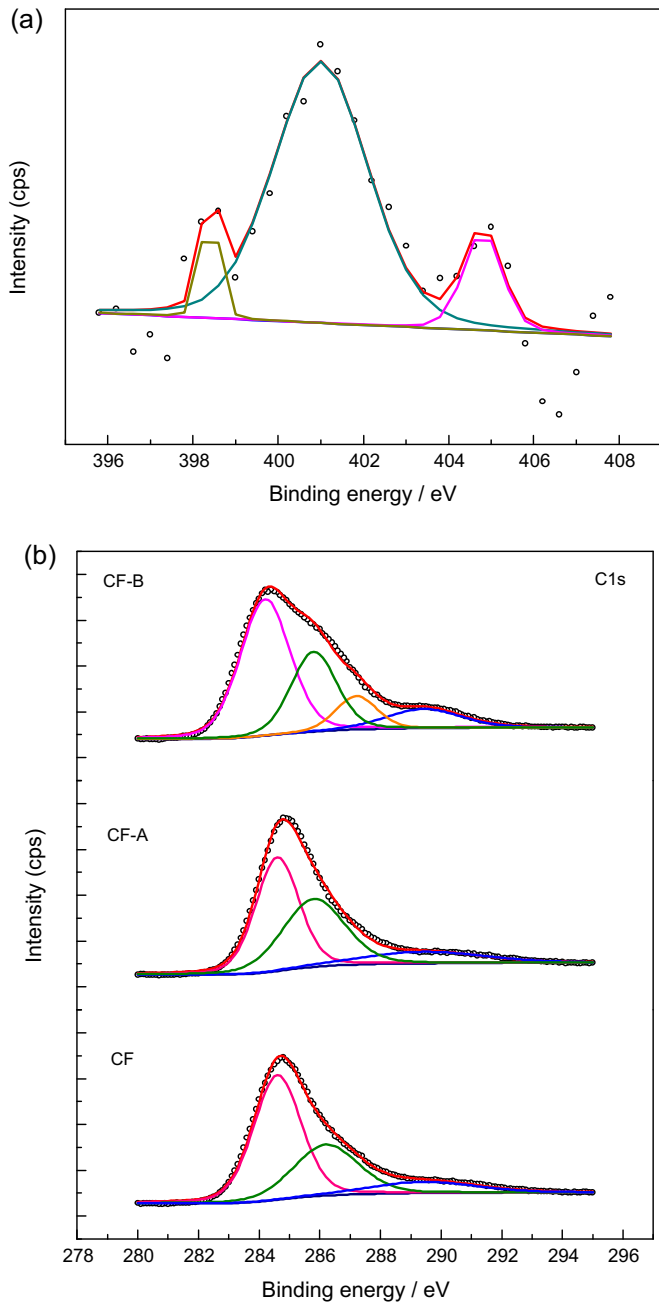 (a)
Intensity (cps)
396 398 400 402 404 406 408
Binding energy / eV
(b)
CF-B C1s
CF-A
Intensity (cps)
CF
278 280 282 284 286 288 290 292 294 296
Binding energy / eV